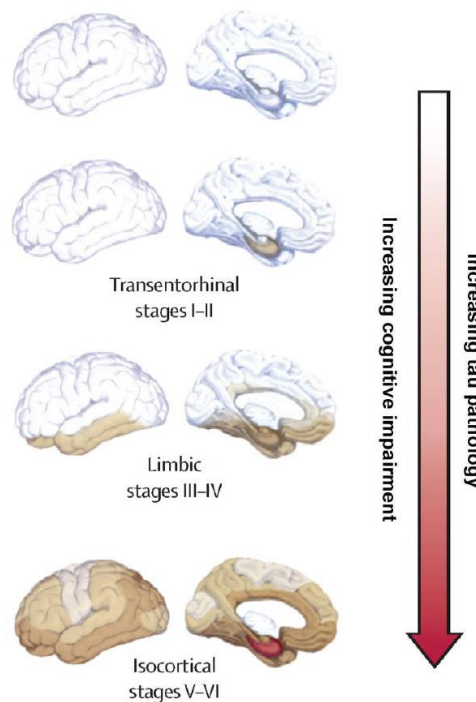 Transentorhinal
stages I–II
Limbic
stages III–IV
Isocortical
stages V–VI
Increasing cognitive impairment
Increasing tau pathology